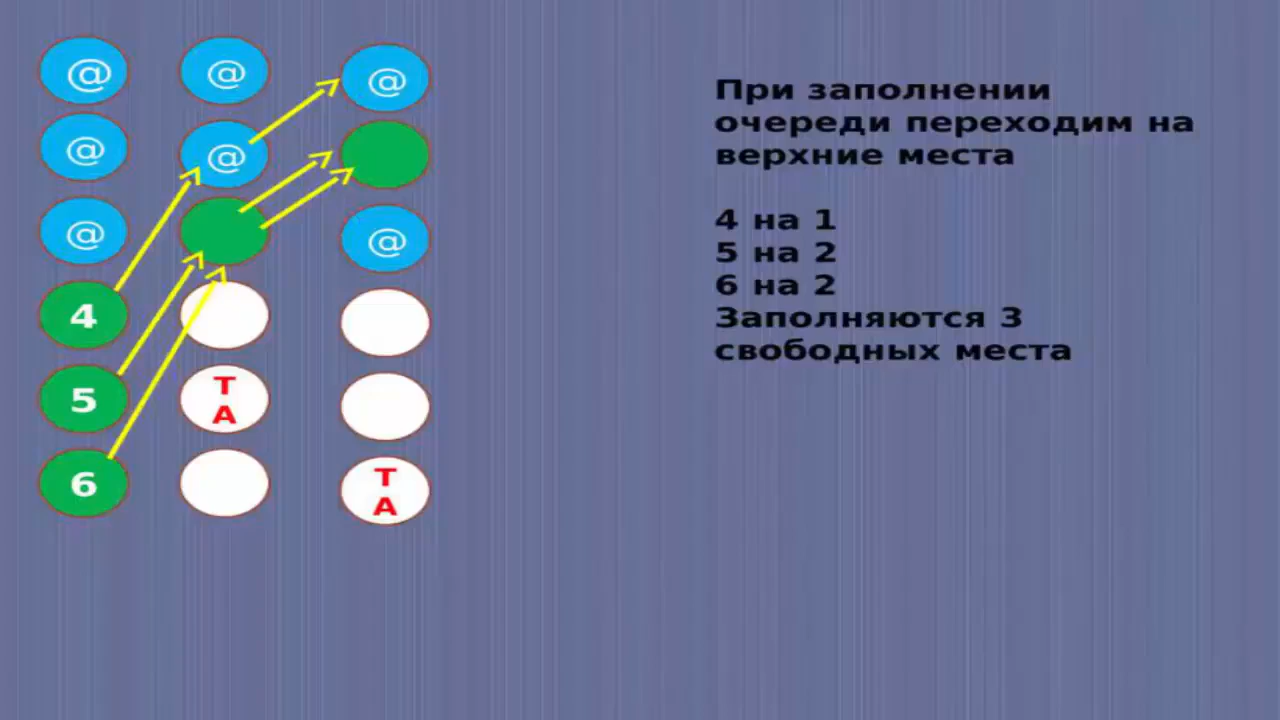 @ @ @
@ @
@ @
4
5 Т
А
6 Т
А
При заполнении
очереди переходим на
верхние места
4 на 1
5 на 2
6 на 2
Заполняются 3
свободных места